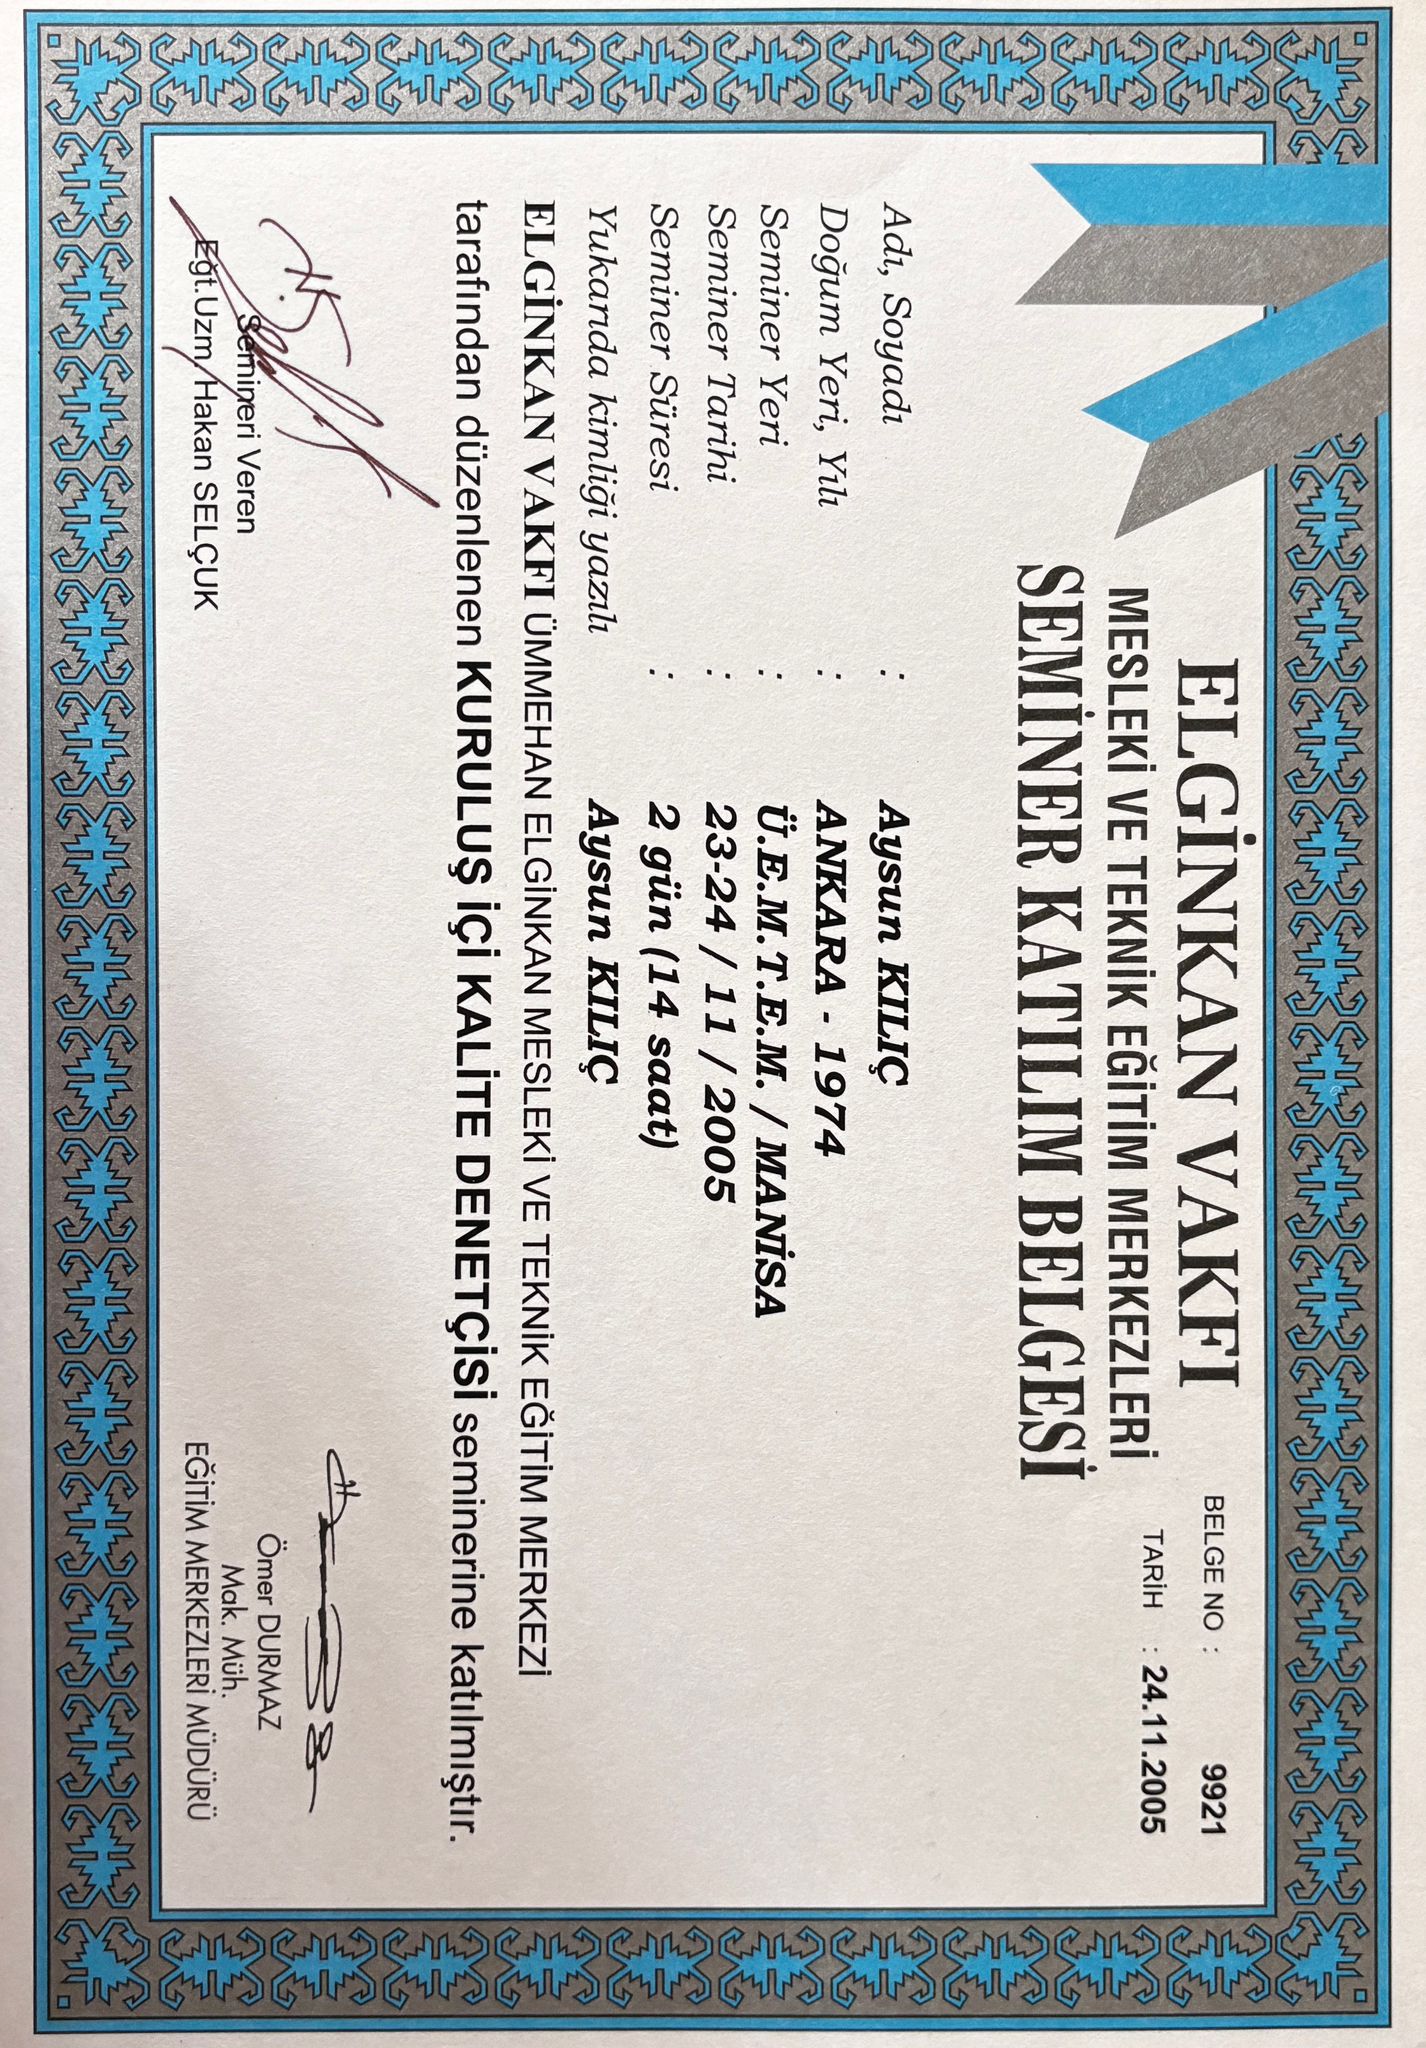 ELGİNKAN VAKFI
MESLEKİ VE TEKNİK EĞİTİM MERKEZLERİ
SEMİNER KATILIM BELGESİ
BELGE NO : 9921
TARİH : 24.11.2005
Adı, Soyadı : Aysun KILIÇ
Doğum Yeri, Yılı : ANKARA - 1974
Seminer Yeri : Ü.E.M.T.E.M. / MANİSA
Seminer Tarihi : 23-24 / 11 / 2005
Seminer Süresi : 2 gün (14 saat)
Yukarıda kimliği yazılı Aysun KILIÇ
ELGİNKAN VAKFI ÜMMEHAN ELGİNKAN MESLEKİ VE TEKNİK EĞİTİM MERKEZİ
tarafından düzenlenen KURULUŞ İÇİ KALİTE DENETÇİSİ seminerine katılmıştır.
Semineri Veren
Eğt.Uzm. Hakan SELÇUK
Ömer DURMAZ
Mak. Müh.
EĞİTİM MERKEZLERİ MÜDÜRÜ